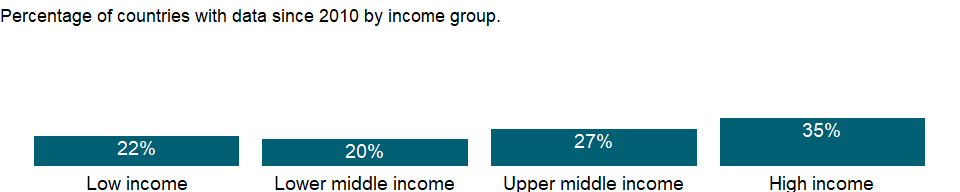 Percentage of countries with data since 2010 by income group.
22%
20%
27%
35%
Low income
Lower middle income
Upper middle income
High income